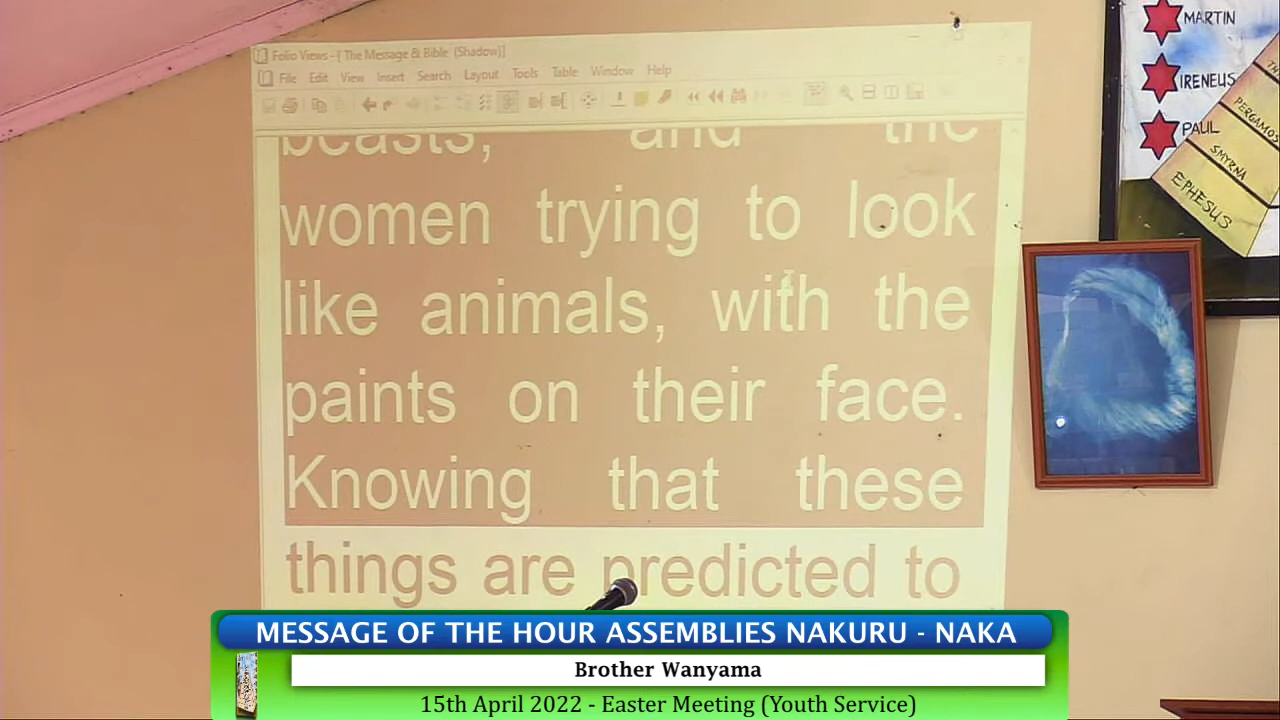 Folio Views - [ The Message & Bible (Shadow)]
File Edit View Insert Search Layout Tools Table Window Help
beasts, and the
women trying to look
like animals, with the
paints on their face.
Knowing that these
things are predicted to
MARTIN
IRENEUS
PAUL
PERGAMOS
SMYRNA
EPHESUS
MESSAGE OF THE HOUR ASSEMBLIES NAKURU - NAKA
Brother Wanyama
15th April 2022 - Easter Meeting (Youth Service)